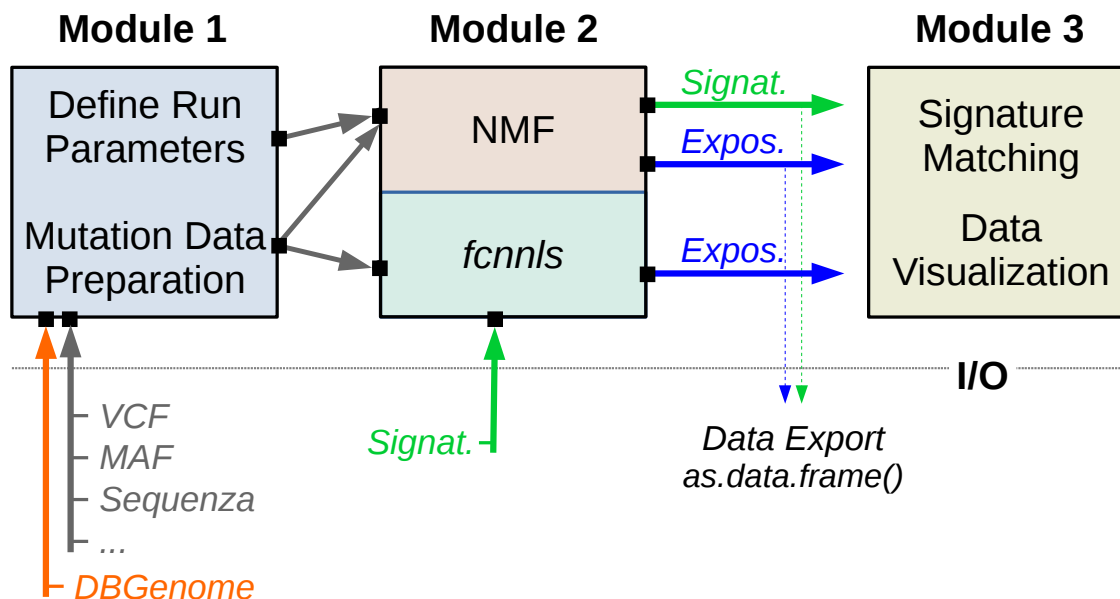 Module 1
Module 2
Module 3
Define Run
Parameters
Mutation Data
Preparation
NMF
fcnnls
Signat.
Expos.
Expos.
Signature
Matching
Data
Visualization
I/O
VCF
MAF
Sequenza
...
DBGenome
Signat.
Data Export
as.data.frame()